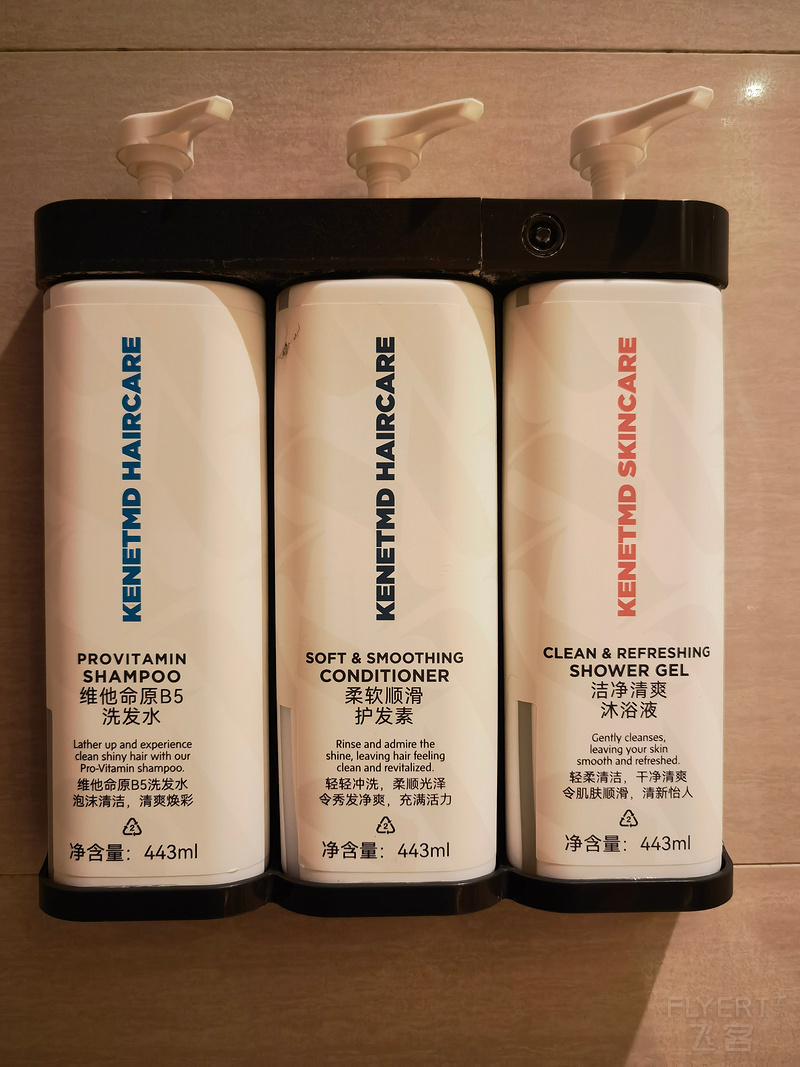 KENETMD HAIRCARE
PROVITAMIN
SHAMPOO
维他命原B5
洗发水
Lather up and experience
clean shiny hair with our
Pro-Vitamin shampoo.
维他命原B5洗发水
泡沫清洁，清爽焕彩
2
净含量：443ml
KENETMD HAIRCARE
SOFT & SMOOTHING
CONDITIONER
柔软顺滑
护发素
Rinse and admire the
shine, leaving hair feeling
clean and revitalized.
轻轻冲洗，柔顺光泽
令秀发净爽，充满活力
2
净含量：443ml
KENETMD SKINCARE
CLEAN & REFRESHING
SHOWER GEL
洁净清爽
沐浴液
Gently cleanses,
leaving your skin
smooth and refreshed.
轻柔清洁，干净清爽
令肌肤顺滑，清新怡人
2
净含量：443ml
FLYERT
飞客